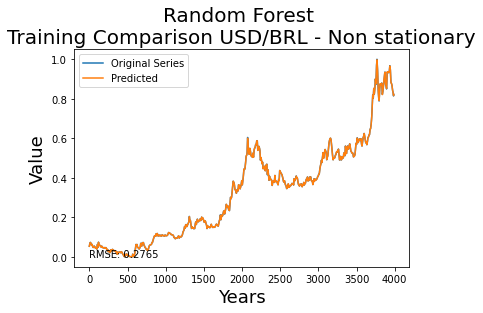 Random Forest
Training Comparison USD/BRL - Non stationary
Original Series
Predicted
1.0
0.8
0.6
0.4
0.2
0.0
Value
RMSE: 0.2765
0 500 1000 1500 2000 2500 3000 3500 4000
Years